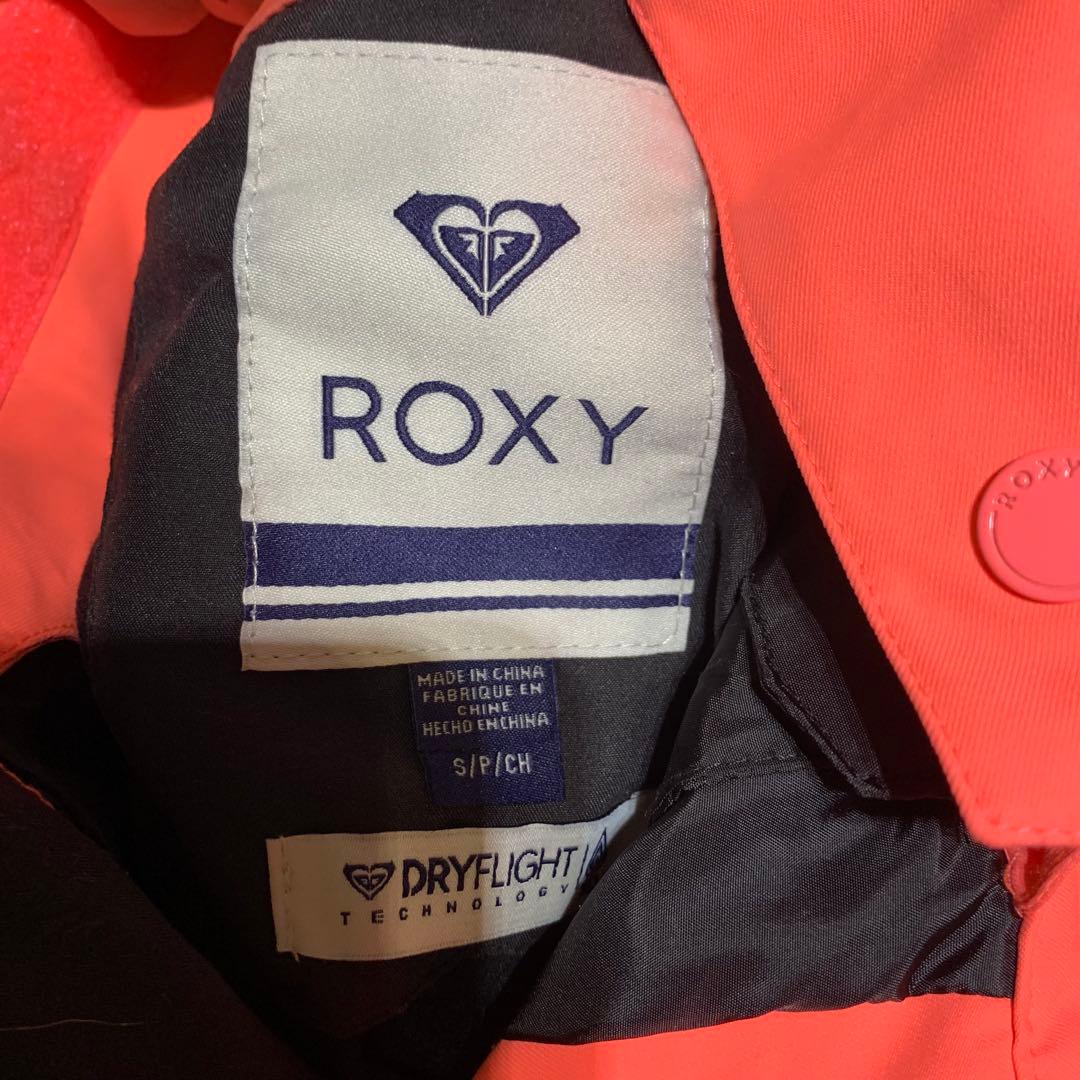 ROXY
ROXY
MADE IN CHINA
FABRIQUE EN
CHINE
HECHO EN CHINA
S/P/CH
DRYFLIGHT
TECHNOLOGY